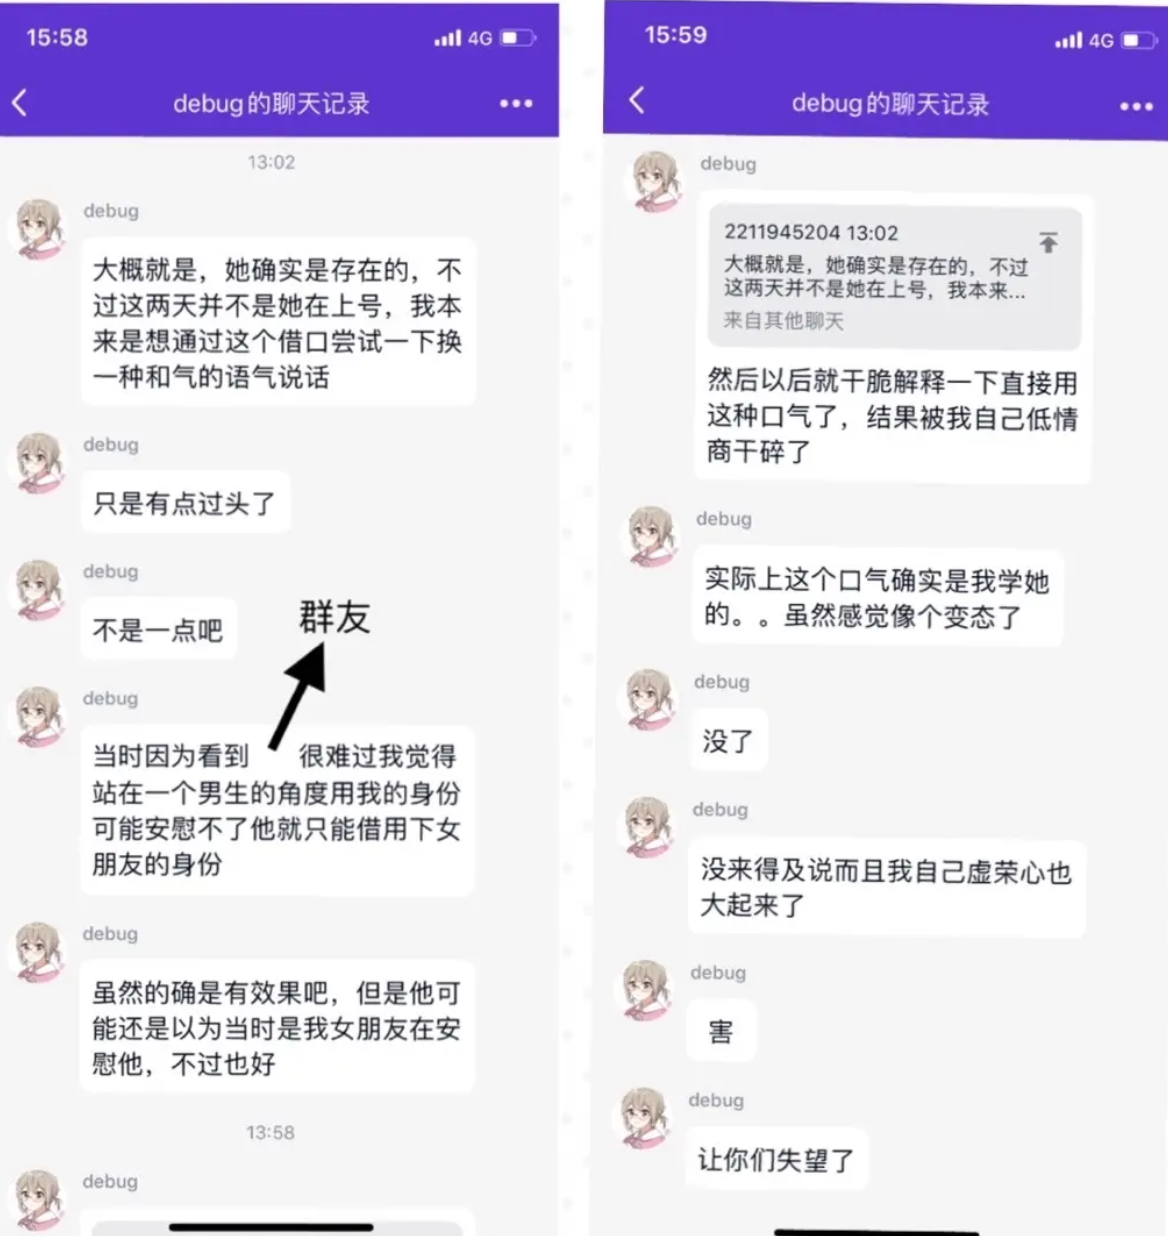 15:58
4G
debug的聊天记录
13:02
debug
大概就是，她确实是存在的，不
过这两天并不是她在上号，我本
来是想通过这个借口尝试一下换
一种和气的语气说话
debug
只是有点过头了
debug
不是一点吧
群友
debug
当时因为看到 很难过我觉得
站在一个男生的角度用我的身份
可能安慰不了他就只能借用下女
朋友的身份
debug
虽然的确是有效果吧，但是他可
能还是以为当时是我女朋友在安
慰他，不过也好
13:58
debug
15:59
4G
debug的聊天记录
debug
2211945204 13:02
大概就是，她确实是存在的，不过
这两天并不是她在上号，我本来...
来自其他聊天
然后以后就干脆解释一下直接用
这种口气了，结果被我自己低情
商干碎了
debug
实际上这个口气确实是我学她
的。。虽然感觉像个变态了
debug
没了
debug
没来得及说而且我自己虚荣心也
大起来了
debug
害
debug
让你们失望了